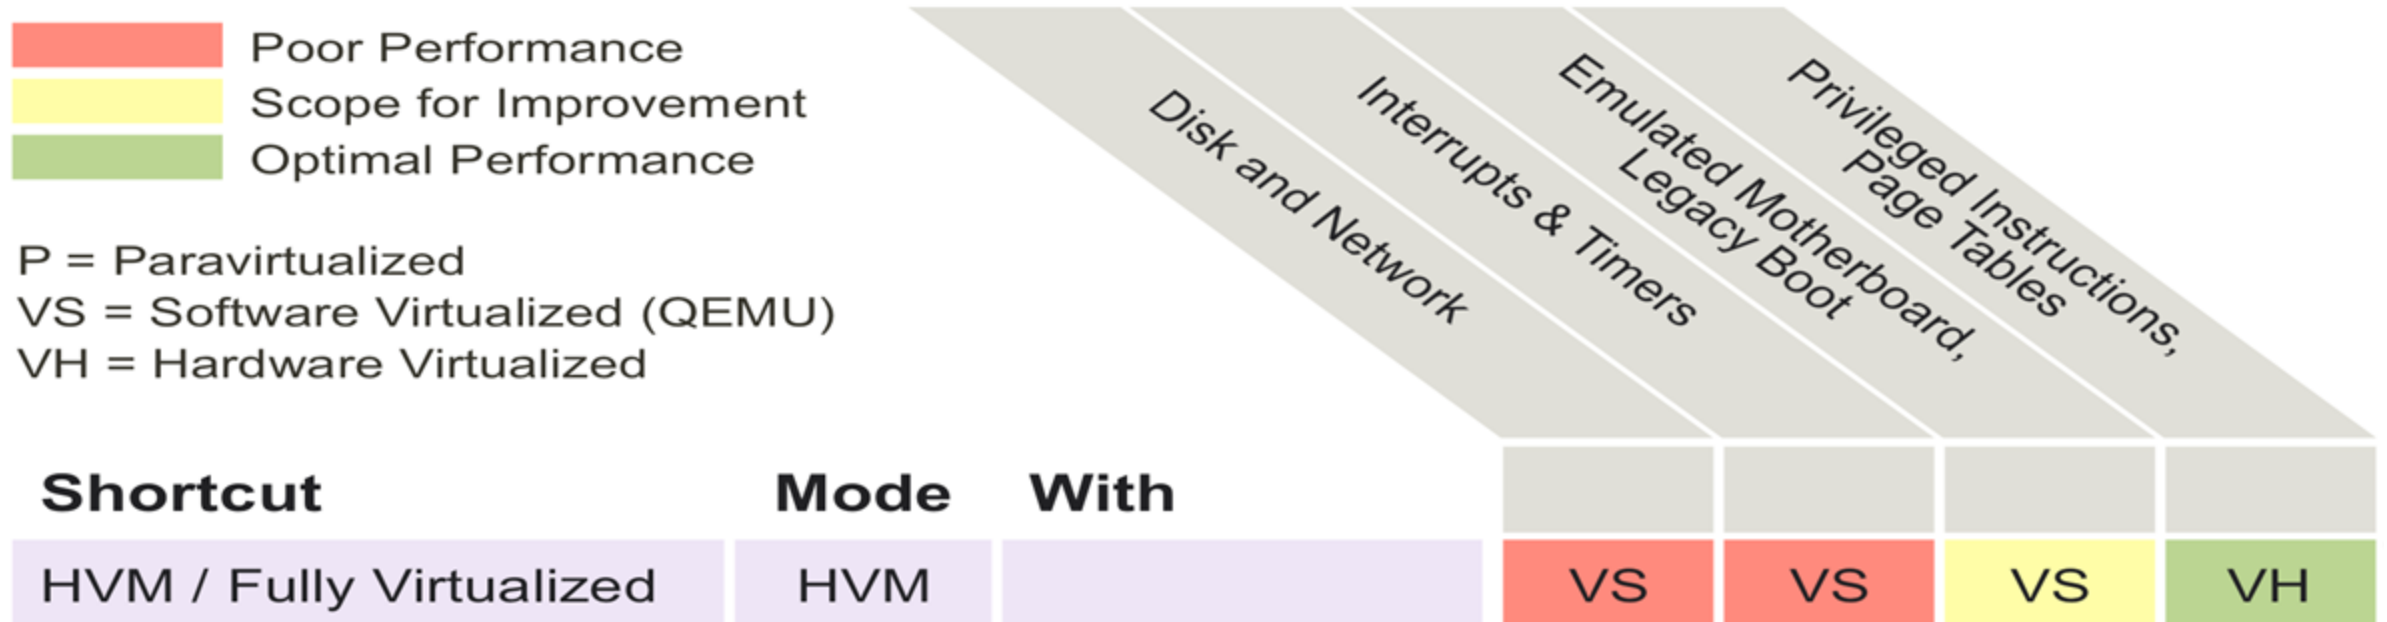 Poor Performance
Scope for Improvement
Optimal Performance
P = Paravirtualized
VS = Software Virtualized (QEMU)
VH = Hardware Virtualized
Disk and Network
Interrupts & Timers
Emulated Motherboard,
Legacy Boot
Privileged Instructions,
Page Tables
Shortcut Mode With
HVM / Fully Virtualized HVM VS VS VS VH